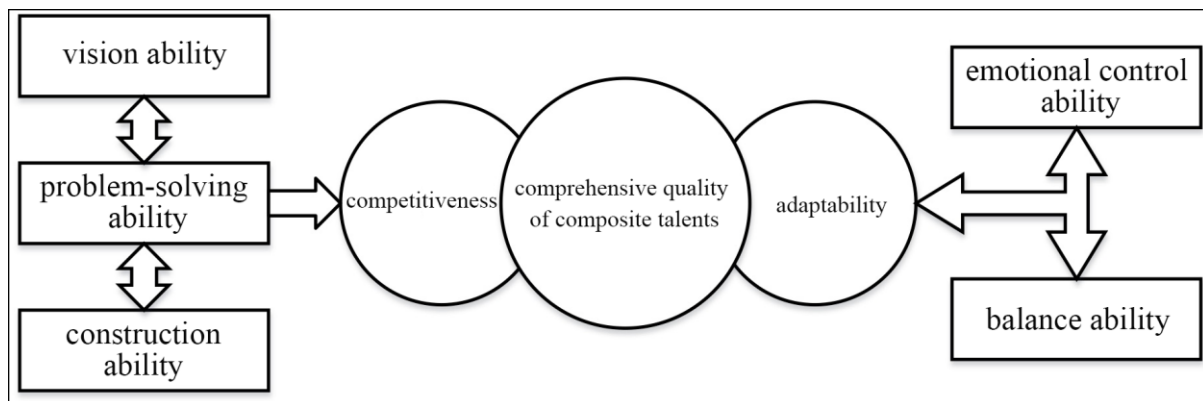 vision ability
problem-solving
ability
construction
ability
competitiveness
comprehensive quality
of composite talents
adaptability
emotional control
ability
balance ability